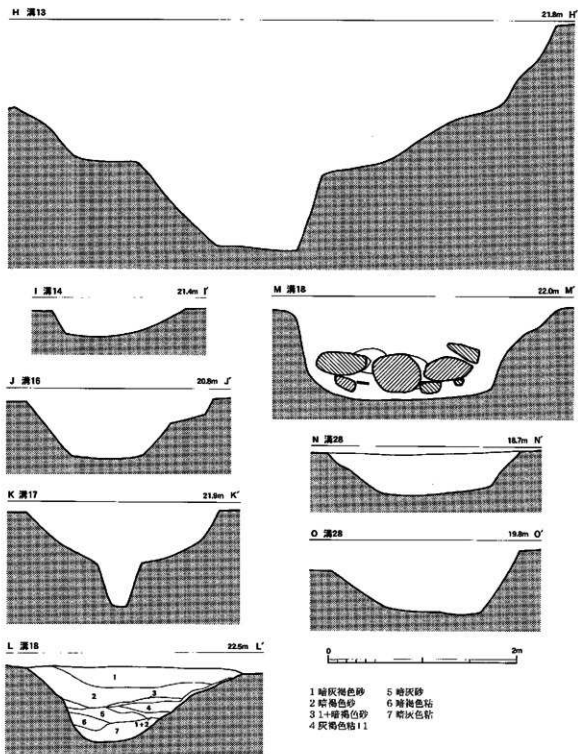 H 溝13 21.8m H′
I 溝14 21.4m I′
J 溝16 20.8m J′
K 溝17 21.9m K′
L 溝18 22.5m L′
1
2
3
4
5
6
7
1+2
M 溝18 22.0m M′
N 溝28 18.7m N′
O 溝28 19.8m O′
0 2m
1 暗灰褐色砂
2 暗褐色砂
3 1+暗褐色砂
4 灰褐色粘
5 暗灰砂
6 暗褐色粘
7 暗灰色粘